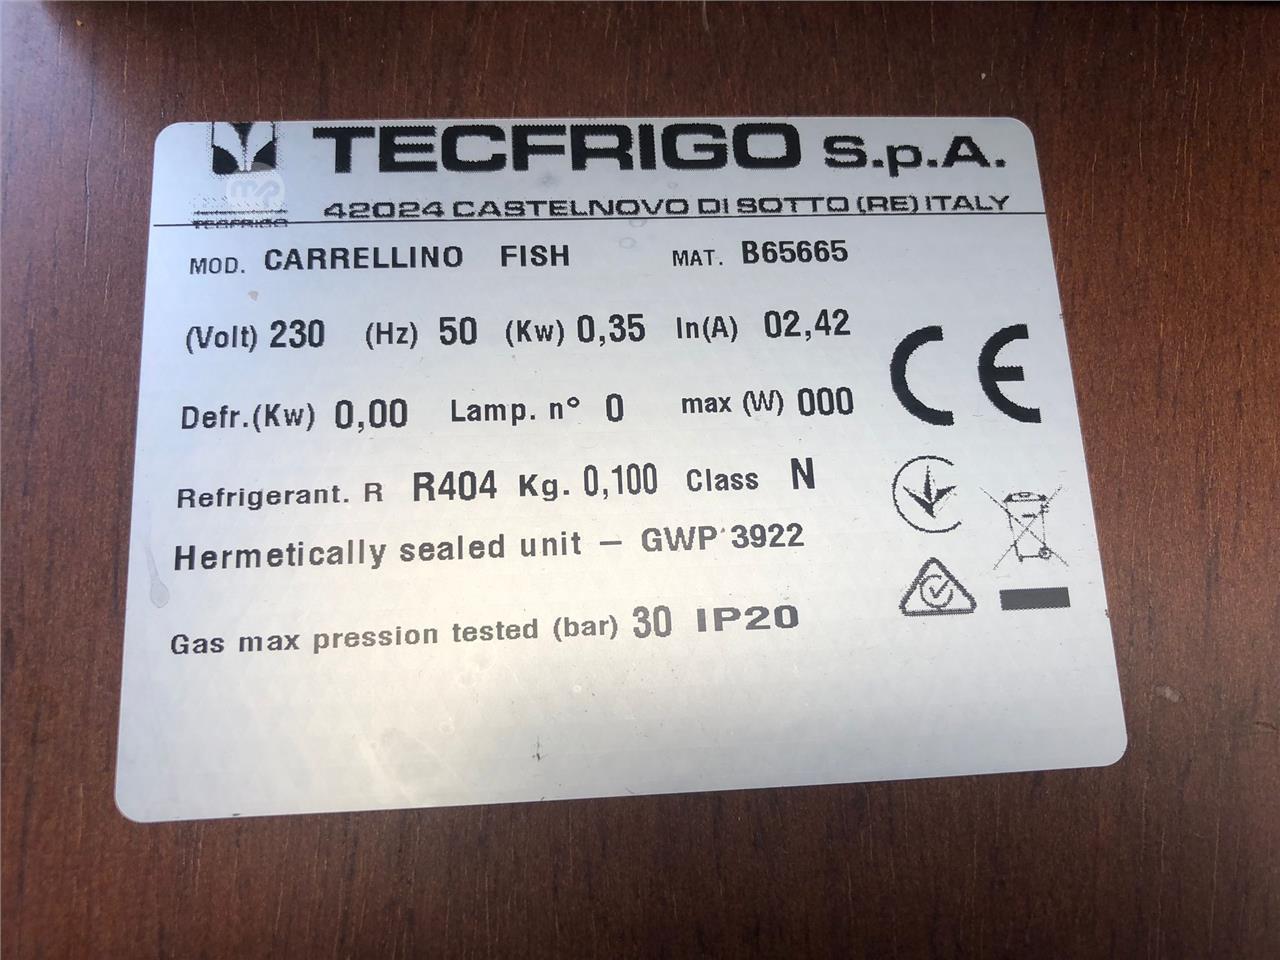 TECFRIGO S.p.A.
TECFRIGO
42024 CASTELNOVO DI SOTTO (RE) ITALY
MOD. CARRELLINO FISH MAT. B65665
(Volt) 230 (Hz) 50 (Kw) 0,35 In(A) 02,42
CE
Defr.(Kw) 0,00 Lamp. n° 0 max (W) 000
Refrigerant. R R404 Kg. 0,100 Class N
Hermetically sealed unit – GWP 3922
Gas max pression tested (bar) 30 IP20